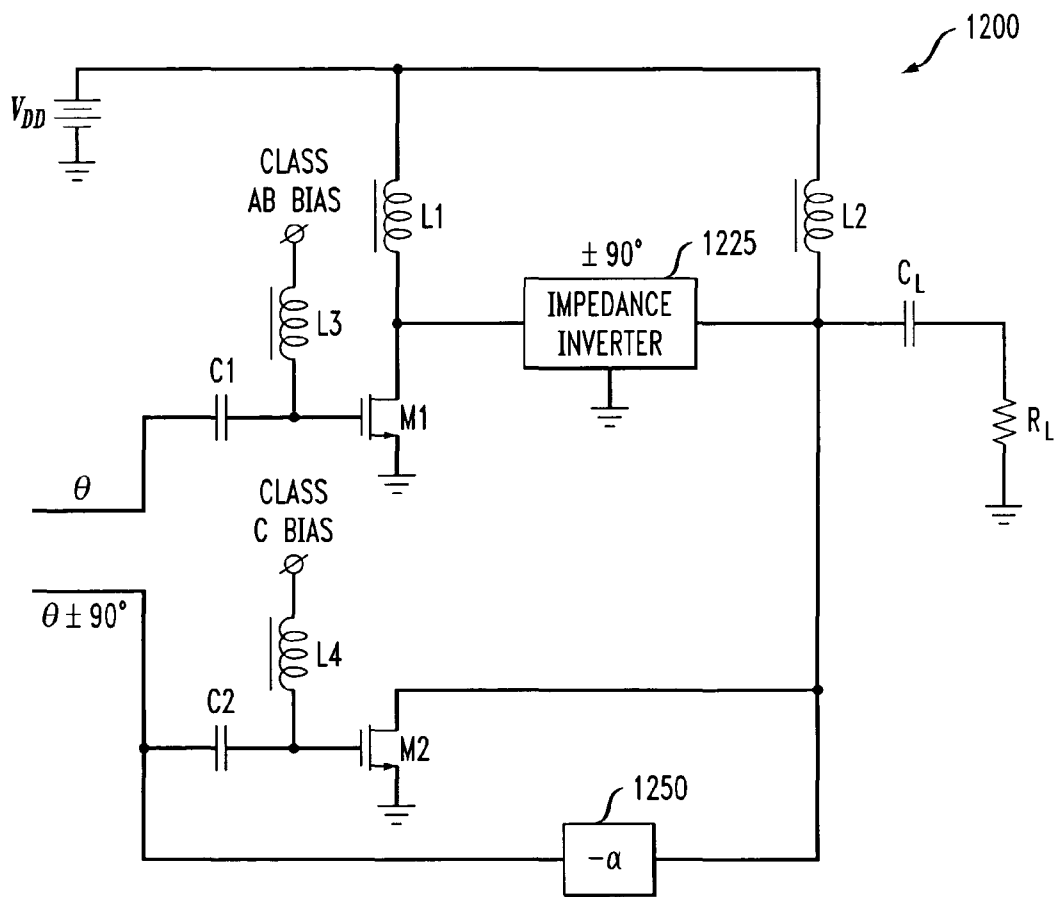 1200
V_DD
CLASS
AB BIAS
L1
L2
± 90°
1225
C_L
L3
IMPEDANCE
INVERTER
C1
M1
R_L
θ
CLASS
C BIAS
θ ± 90°
L4
C2
M2
1250
-α